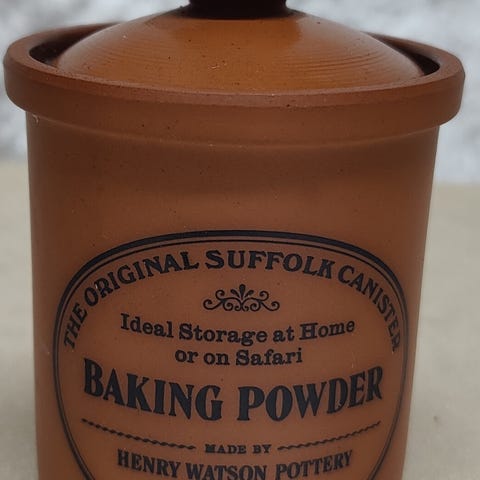 THE ORIGINAL SUFFOLK CANISTER
Ideal Storage at Home
or on Safari
BAKING POWDER
MADE BY
HENRY WATSON POTTERY